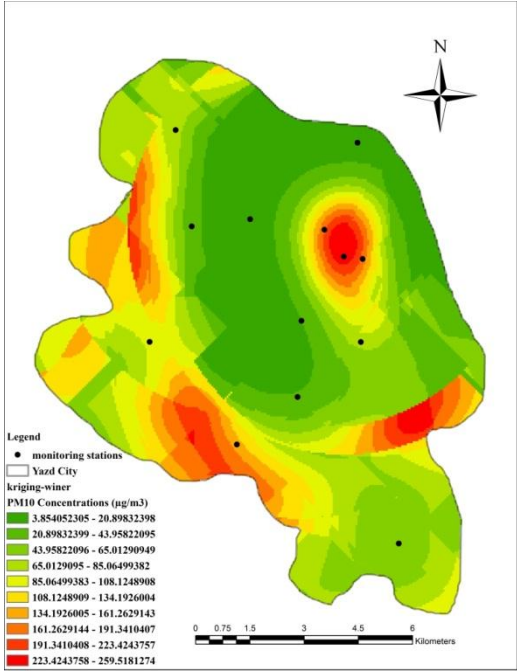 N
Legend
monitoring stations
Yazd City
kriging-winer
PM10 Concentrations (µg/m3)
3.854052305 - 20.89832398
20.89832399 - 43.95822095
43.95822096 - 65.01290949
65.0129095 - 85.06499382
85.06499383 - 108.1248908
108.1248909 - 134.1926004
134.1926005 - 161.2629143
161.2629144 - 191.3410407
191.3410408 - 223.4243757
223.4243758 - 259.5181274
0 0.75 1.5 3 4.5 6
Kilometers